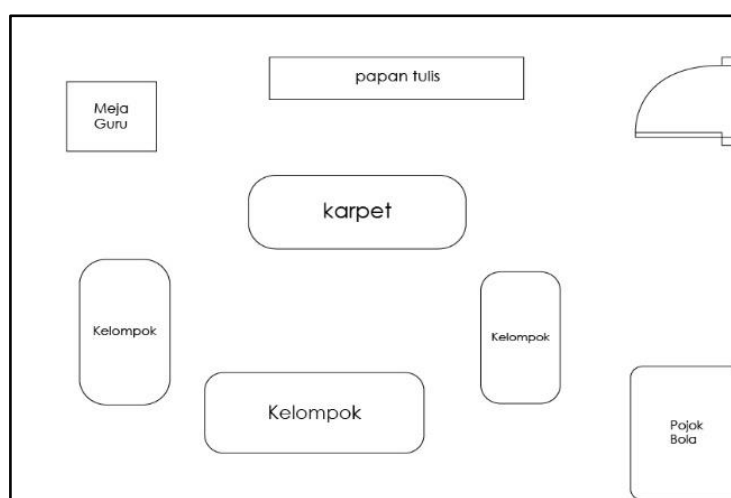 papan tulis
Meja
Guru
karpet
Kelompok
Kelompok
Kelompok
Pojok
Bola